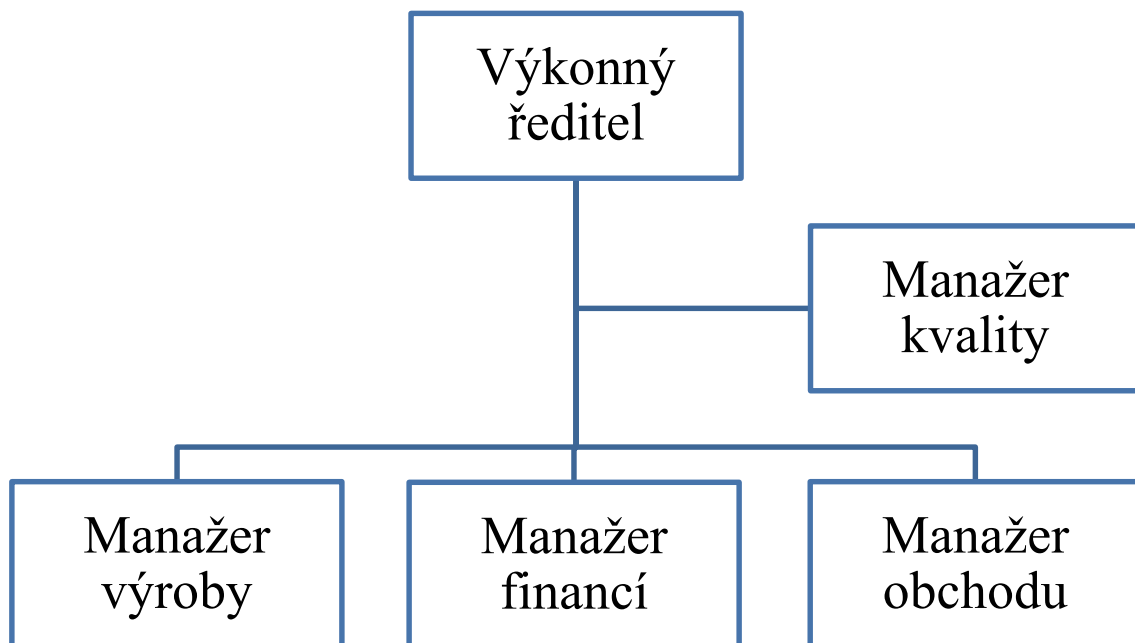 Výkonný
ředitel
Manažer
kvality
Manažer
výroby
Manažer
financí
Manažer
obchodu